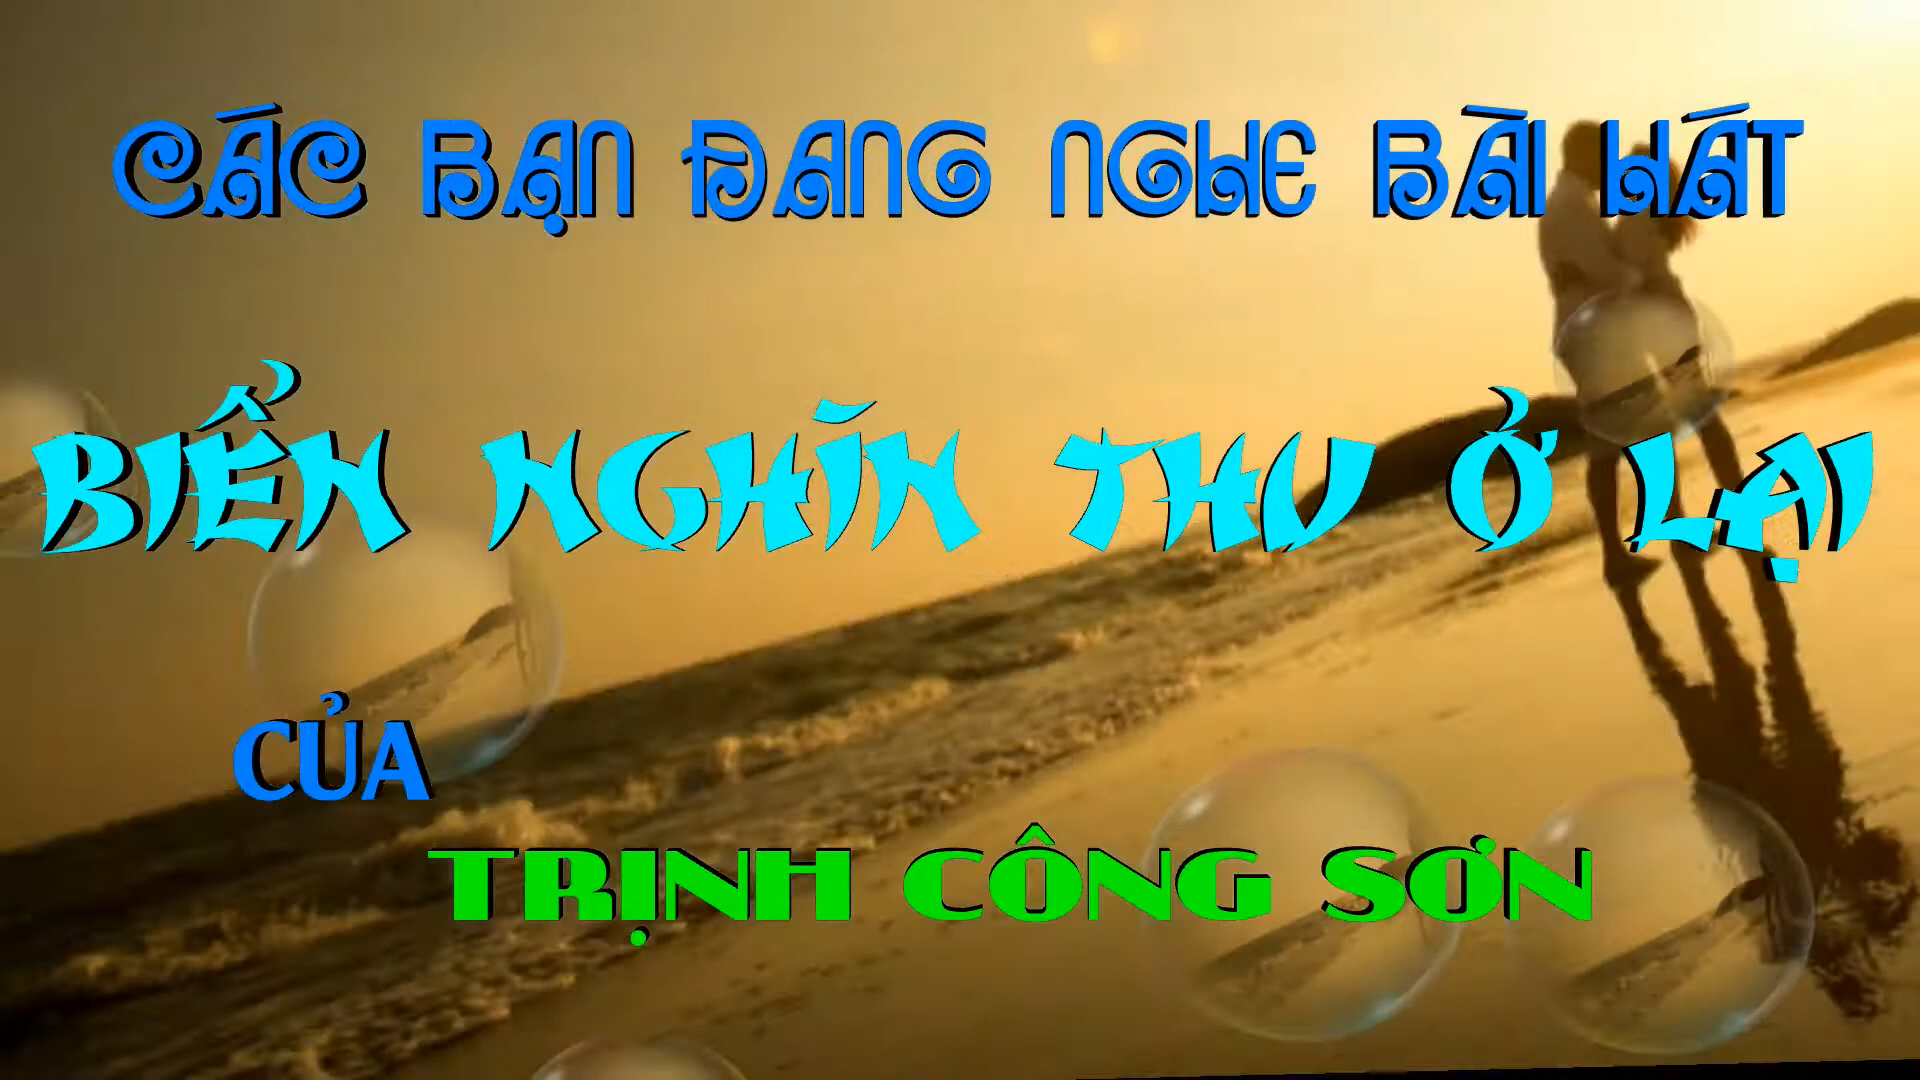 CÁC BẠN ĐANG NGHE BÀI HÁT
BIỂN NGHÌN THU Ở LẠI
CỦA
TRỊNH CÔNG SƠN